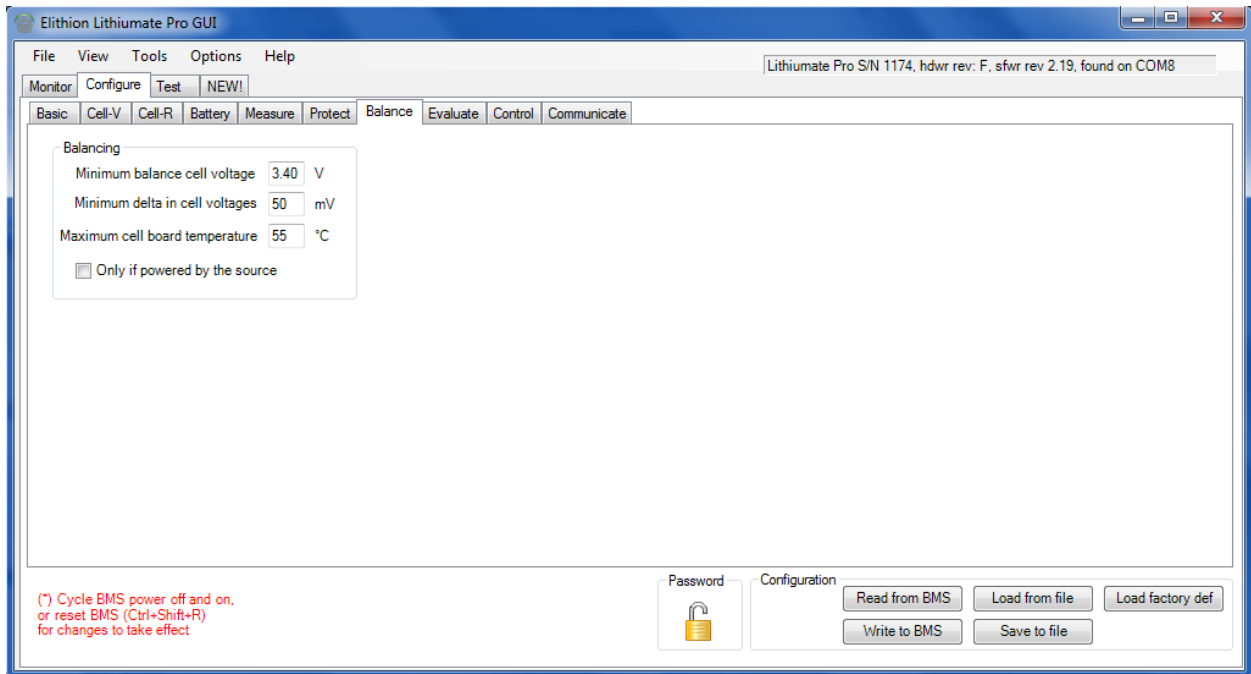 Elithion Lithiumate Pro GUI
File View Tools Options Help
Lithiumate Pro S/N 1174, hdwr rev: F, sfwr rev 2.19, found on COM8
Monitor Configure Test NEW!
Basic Cell-V Cell-R Battery Measure Protect Balance Evaluate Control Communicate
Balancing
Minimum balance cell voltage 3.40 V
Minimum delta in cell voltages 50 mV
Maximum cell board temperature 55 °C
Only if powered by the source
(*) Cycle BMS power off and on,
or reset BMS (Ctrl+Shift+R)
for changes to take effect
Password
Configuration
Read from BMS Load from file Load factory def
Write to BMS Save to file